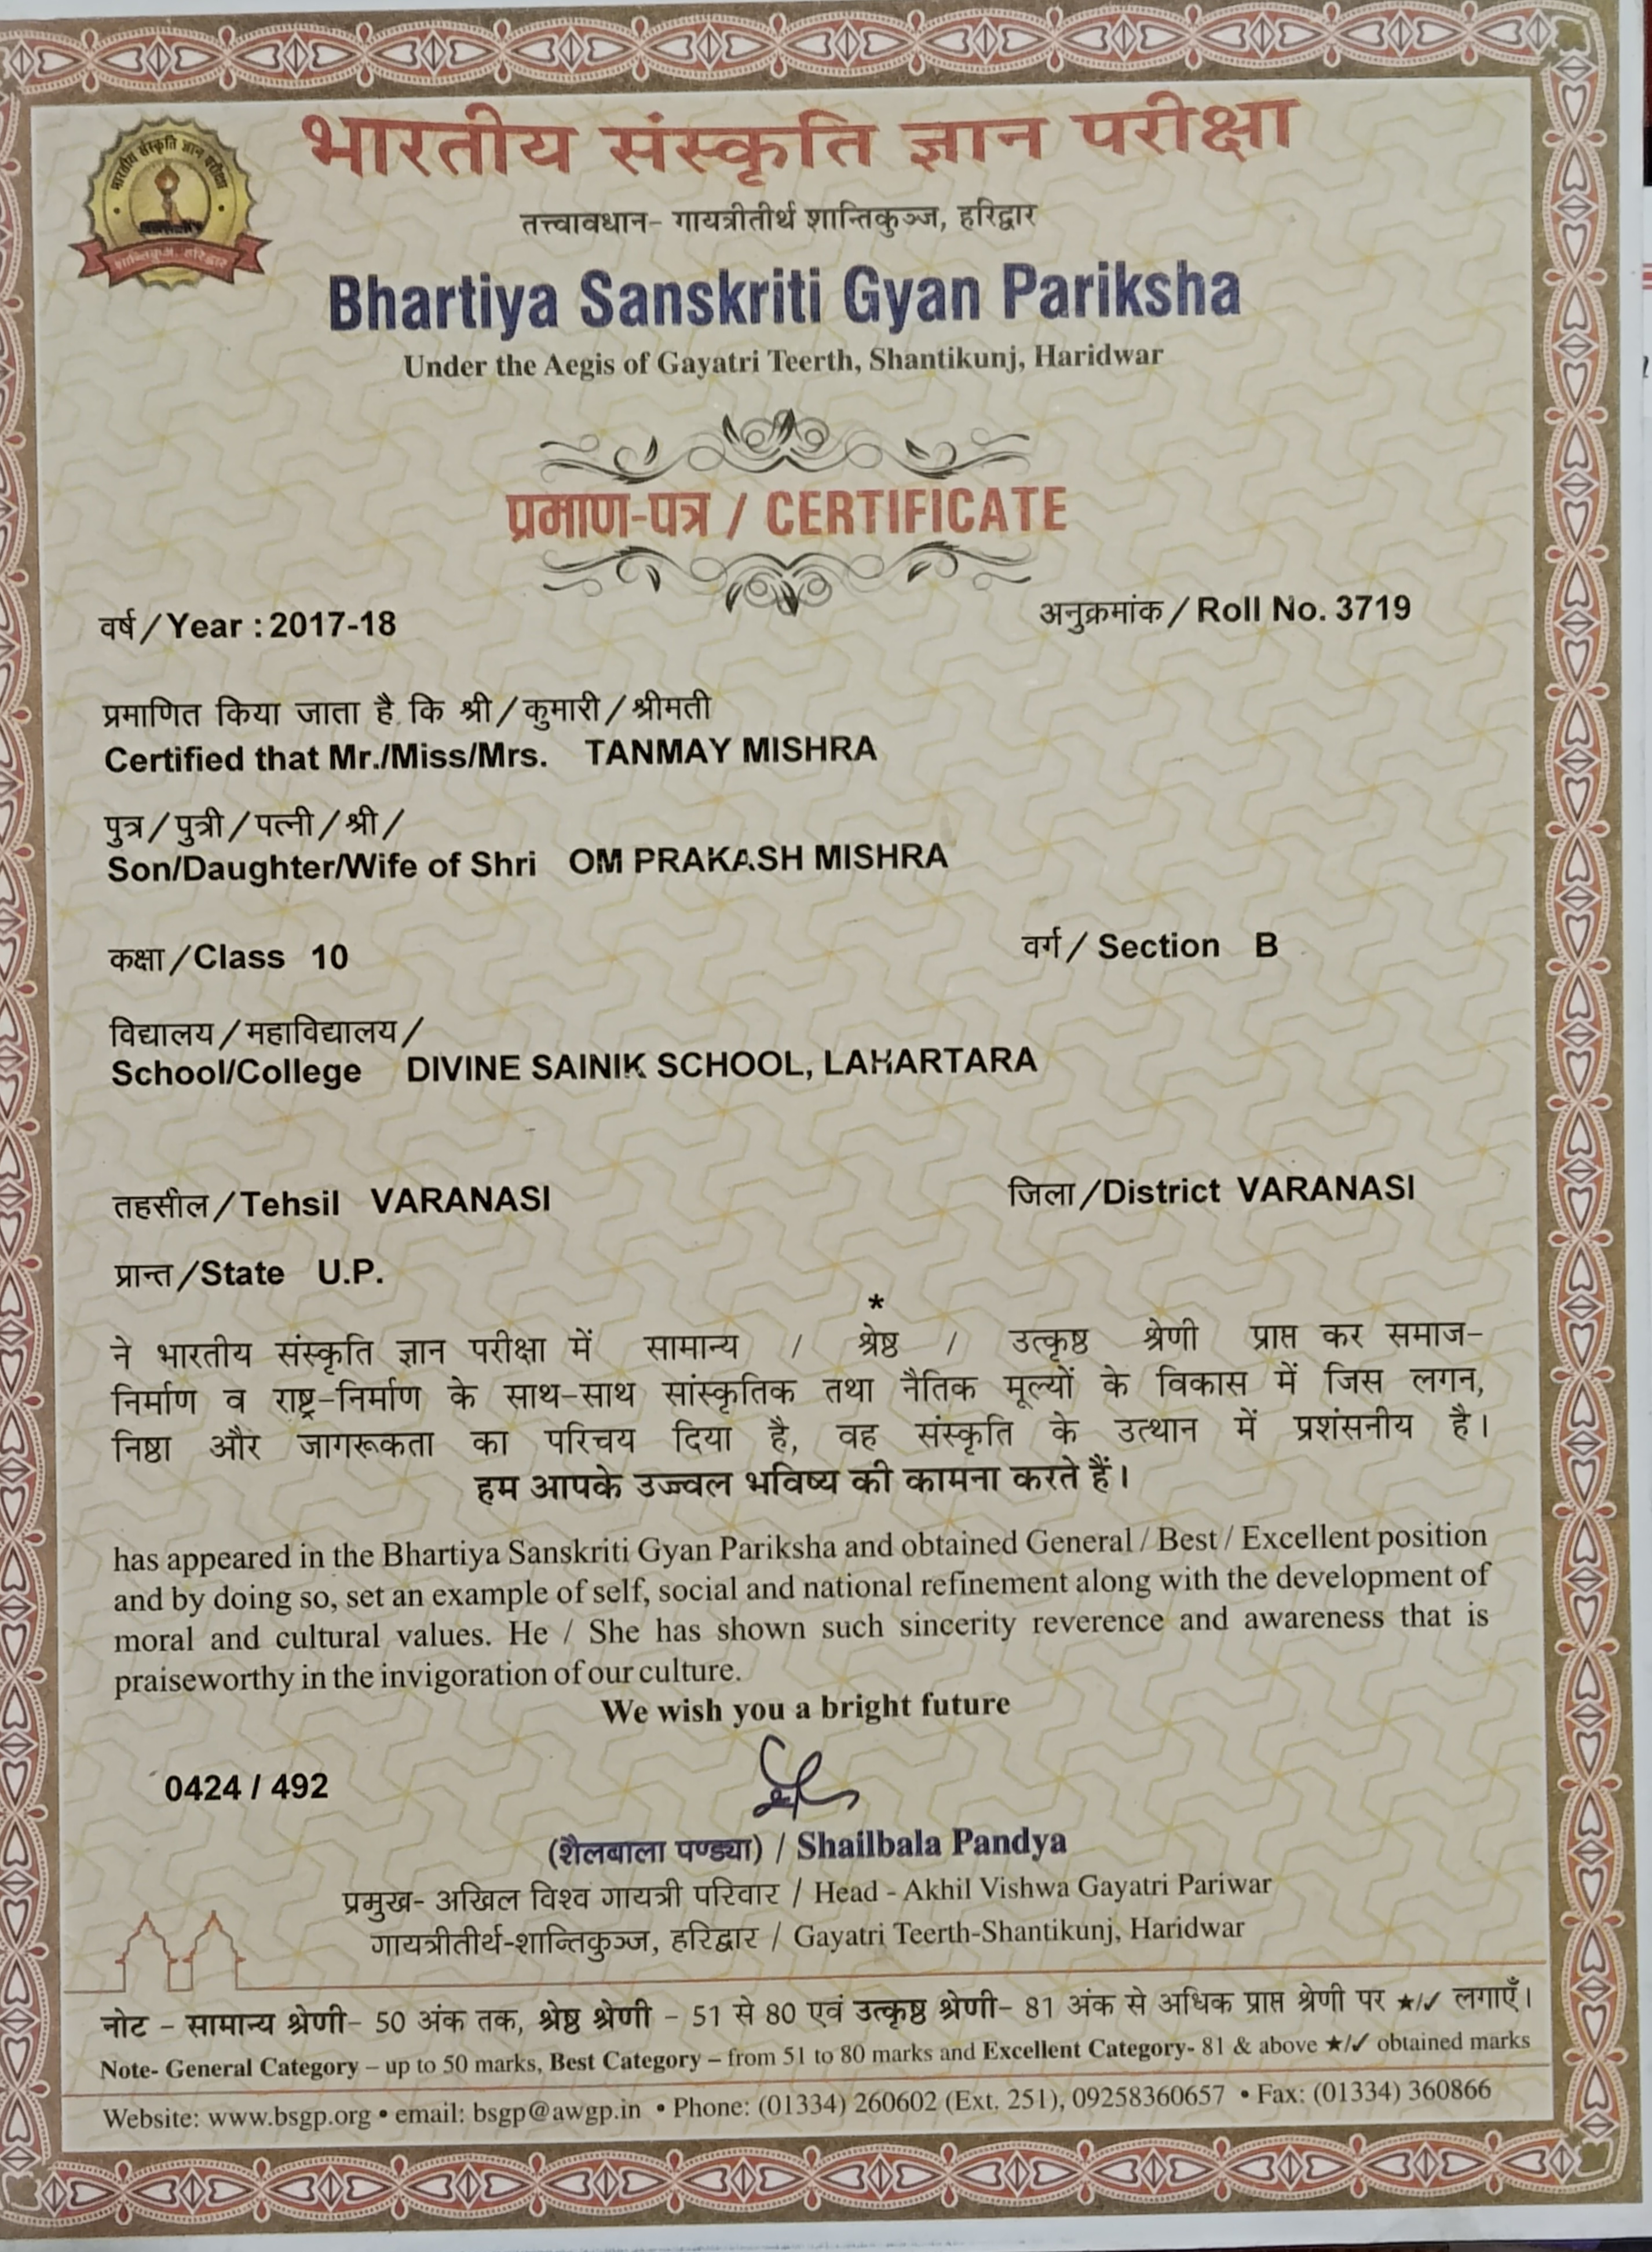 भारतीय संस्कृति ज्ञान परीक्षा
भारतीय संस्कृति ज्ञान परीक्षा
शान्तिकुञ्ज, हरिद्वार
तत्त्वावधान- गायत्रीतीर्थ शान्तिकुञ्ज, हरिद्वार
Bhartiya Sanskriti Gyan Pariksha
Under the Aegis of Gayatri Teerth, Shantikunj, Haridwar
प्रमाण-पत्र / CERTIFICATE
वर्ष / Year : 2017-18 अनुक्रमांक / Roll No. 3719
प्रमाणित किया जाता है कि श्री / कुमारी / श्रीमती
Certified that Mr./Miss/Mrs. TANMAY MISHRA
पुत्र / पुत्री / पत्नी / श्री /
Son/Daughter/Wife of Shri OM PRAKASH MISHRA
कक्षा / Class 10 वर्ग / Section B
विद्यालय / महाविद्यालय /
School/College DIVINE SAINIK SCHOOL, LAHARTARA
तहसील / Tehsil VARANASI जिला / District VARANASI
प्रान्त / State U.P.
*
ने भारतीय संस्कृति ज्ञान परीक्षा में सामान्य / श्रेष्ठ / उत्कृष्ठ श्रेणी प्राप्त कर समाज-
निर्माण व राष्ट्र-निर्माण के साथ-साथ सांस्कृतिक तथा नैतिक मूल्यों के विकास में जिस लगन,
निष्ठा और जागरूकता का परिचय दिया है, वह संस्कृति के उत्थान में प्रशंसनीय है।
हम आपके उज्वल भविष्य की कामना करते हैं।
has appeared in the Bhartiya Sanskriti Gyan Pariksha and obtained General / Best / Excellent position
and by doing so, set an example of self, social and national refinement along with the development of
moral and cultural values. He / She has shown such sincerity reverence and awareness that is
praiseworthy in the invigoration of our culture.
We wish you a bright future
0424 / 492
(शैलबाला पण्ड्या) / Shailbala Pandya
प्रमुख- अखिल विश्व गायत्री परिवार / Head - Akhil Vishwa Gayatri Pariwar
गायत्रीतीर्थ-शान्तिकुञ्ज, हरिद्वार / Gayatri Teerth-Shantikunj, Haridwar
नोट - सामान्य श्रेणी- 50 अंक तक, श्रेष्ठ श्रेणी - 51 से 80 एवं उत्कृष्ठ श्रेणी- 81 अंक से अधिक प्राप्त श्रेणी पर ★/✓ लगाएँ।
Note- General Category – up to 50 marks, Best Category – from 51 to 80 marks and Excellent Category- 81 & above ★/✓ obtained marks
Website: www.bsgp.org • email: bsgp@awgp.in • Phone: (01334) 260602 (Ext. 251), 09258360657 • Fax: (01334) 360866